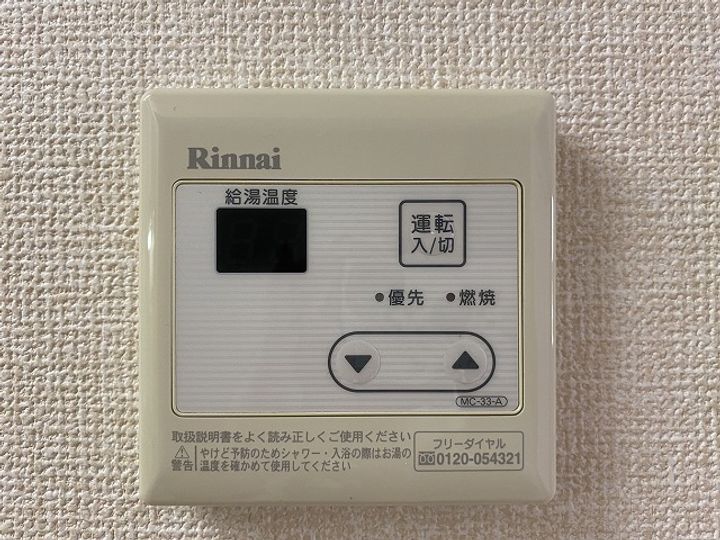 Rinnai
給湯温度
運転
入/切
優先
燃焼
MC-33-A
取扱説明書をよく読み正しくご使用ください
警告
やけど予防のためシャワー・入浴の際はお湯の
温度を確かめて使用してください
フリーダイヤル
0120-054321